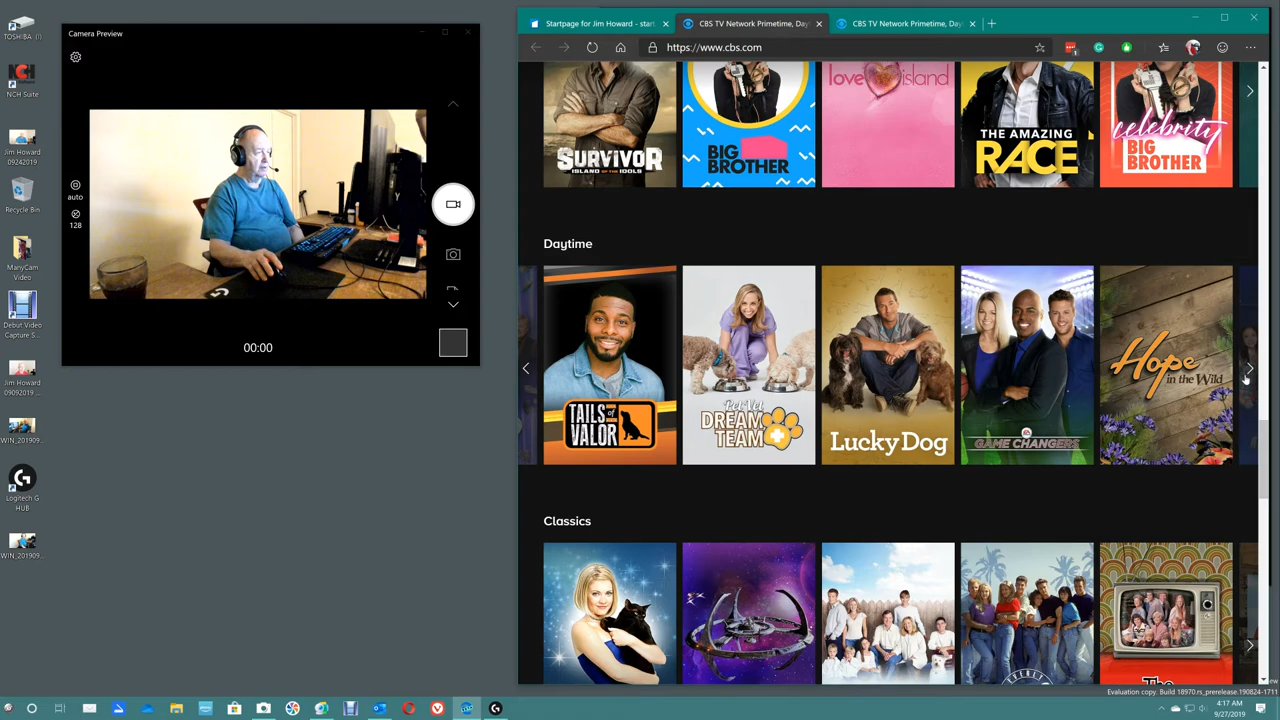 TOSHIBA (I)
NCH Suite
Jim Howard
09242019
Recycle Bin
ManyCam
Video
Debut Video
Capture S...
Jim Howard
09092019 ...
WIN_201909...
Logitech G
HUB
WIN_201909...
Camera Preview
auto
128
00:00
Startpage for Jim Howard - start.
CBS TV Network Primetime, Day
CBS TV Network Primetime, Day
https://www.cbs.com
SURVIVOR
ISLAND OF THE IDOLS
BIG
BROTHER
love island
THE AMAZING
RACE
celebrity
BIG
BROTHER
Daytime
TAILS of
VALOR
Pet Vet
DREAM
TEAM
Lucky Dog
EA
GAME CHANGERS
Hope
in the Wild
Classics
The
Evaluation copy. Build 18970.rs_prerelease.190824-1711
4:17 AM
9/27/2019